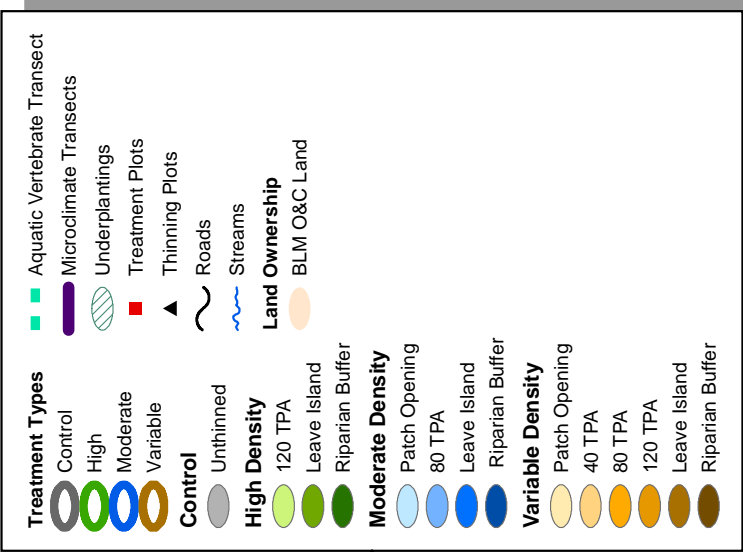 Treatment Types
Control
High
Moderate
Variable
Control
Unthinned
High Density
120 TPA
Leave Island
Riparian Buffer
Moderate Density
Patch Opening
80 TPA
Leave Island
Riparian Buffer
Variable Density
Patch Opening
40 TPA
80 TPA
120 TPA
Leave Island
Riparian Buffer
Aquatic Vertebrate Transect
Microclimate Transects
Underplantings
Treatment Plots
Thinning Plots
Roads
Streams
Land Ownership
BLM O&C Land